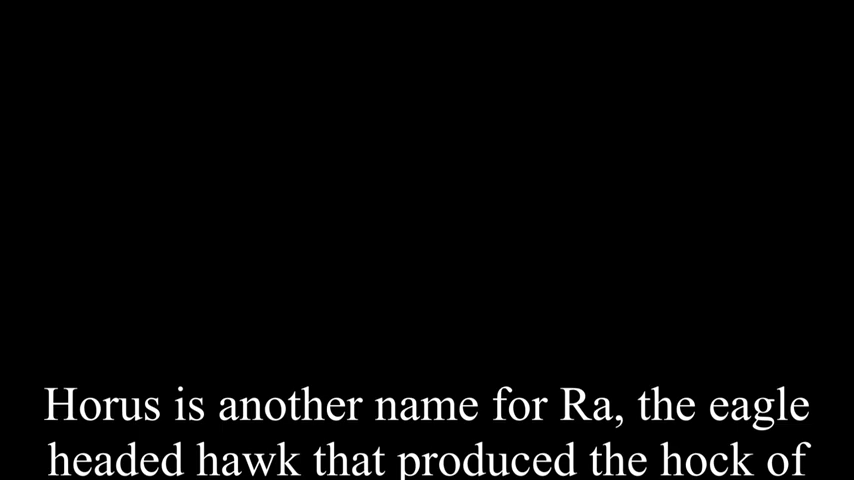 Horus is another name for Ra, the eagle
headed hawk that produced the hock of